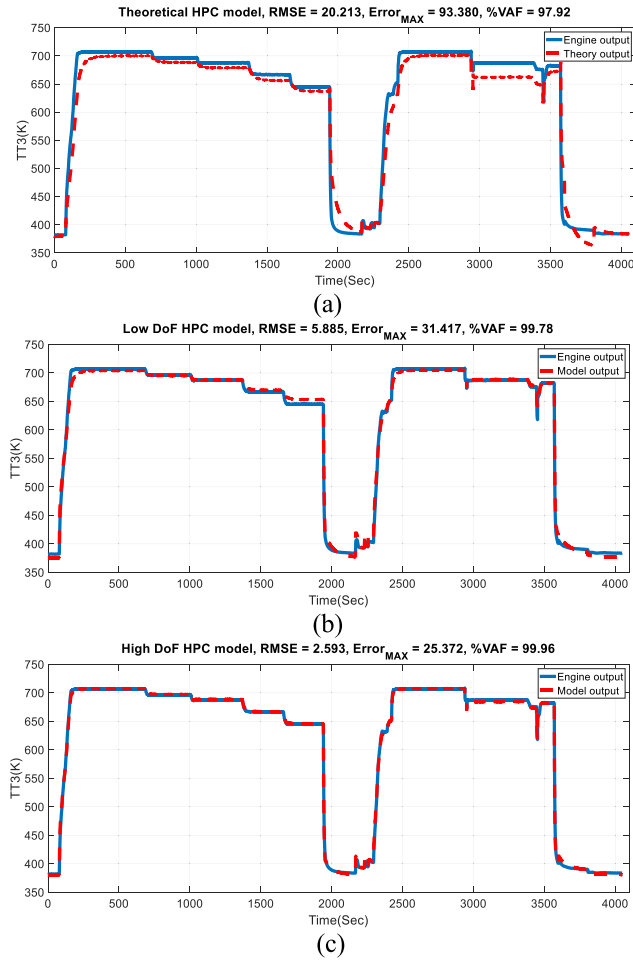 Theoretical HPC model, RMSE = 20.213, Error_MAX = 93.380, %VAF = 97.92
Engine output
Theory output
TT3(K)
750
700
650
600
550
500
450
400
350
0 500 1000 1500 2000 2500 3000 3500 4000
Time(Sec)
(a)
Low DoF HPC model, RMSE = 5.885, Error_MAX = 31.417, %VAF = 99.78
Engine output
Model output
TT3(K)
750
700
650
600
550
500
450
400
350
0 500 1000 1500 2000 2500 3000 3500 4000
Time(Sec)
(b)
High DoF HPC model, RMSE = 2.593, Error_MAX = 25.372, %VAF = 99.96
Engine output
Model output
TT3(K)
750
700
650
600
550
500
450
400
350
0 500 1000 1500 2000 2500 3000 3500 4000
Time(Sec)
(c)